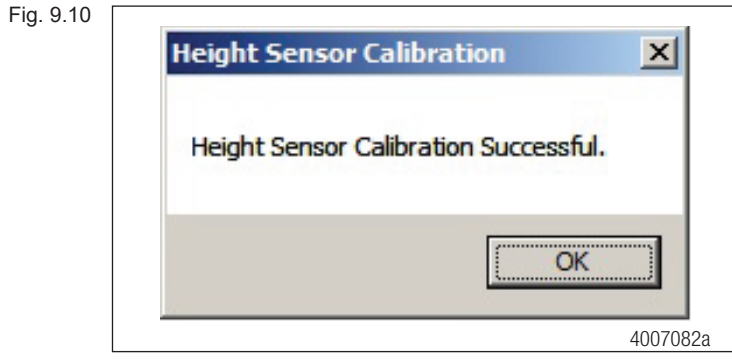 Fig. 9.10
Height Sensor Calibration
Height Sensor Calibration Successful.
OK
4007082a